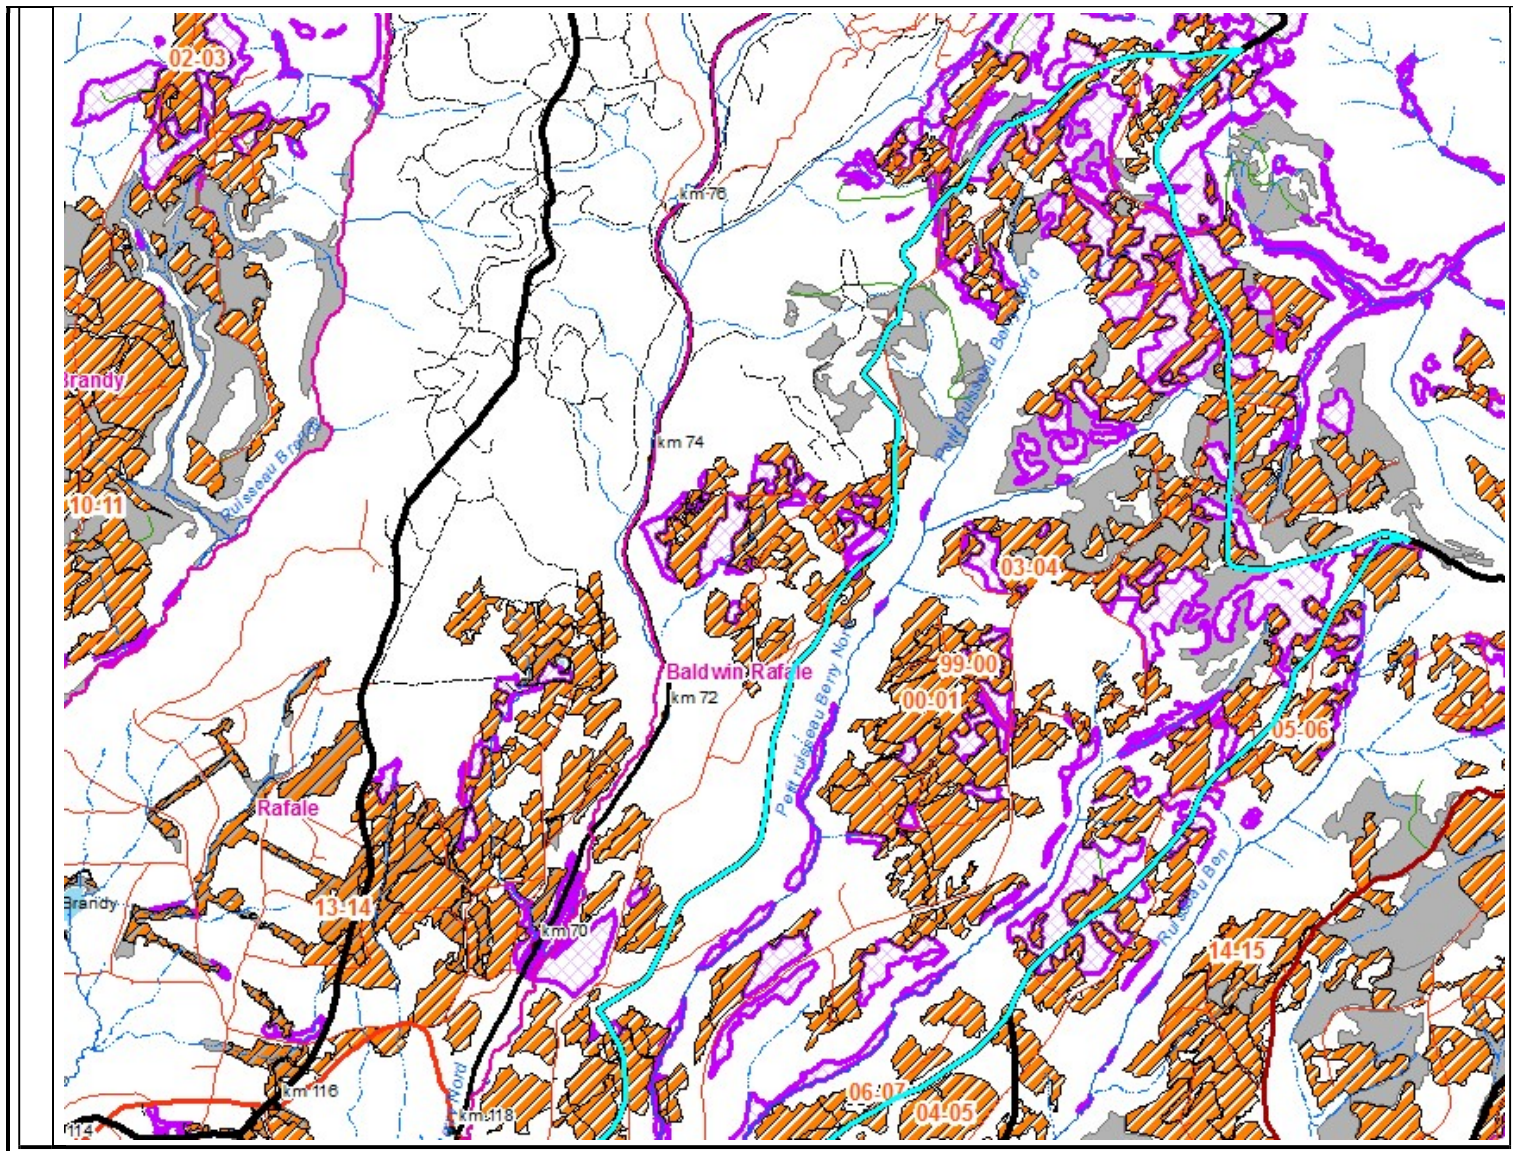 02-03
km 76
Petit ruisseau Berry Nord
Brandy
km 74
Ruisseau Brandy
10-11
03-04
Baldwin Rafale
99-00
km 72
00-01
Petit ruisseau Berry Nord
05-06
Rafale
Ruisseau Ben
Brandy
13-14
km 70
14-15
km 116
Nord
06-07
04-05
km 118
114